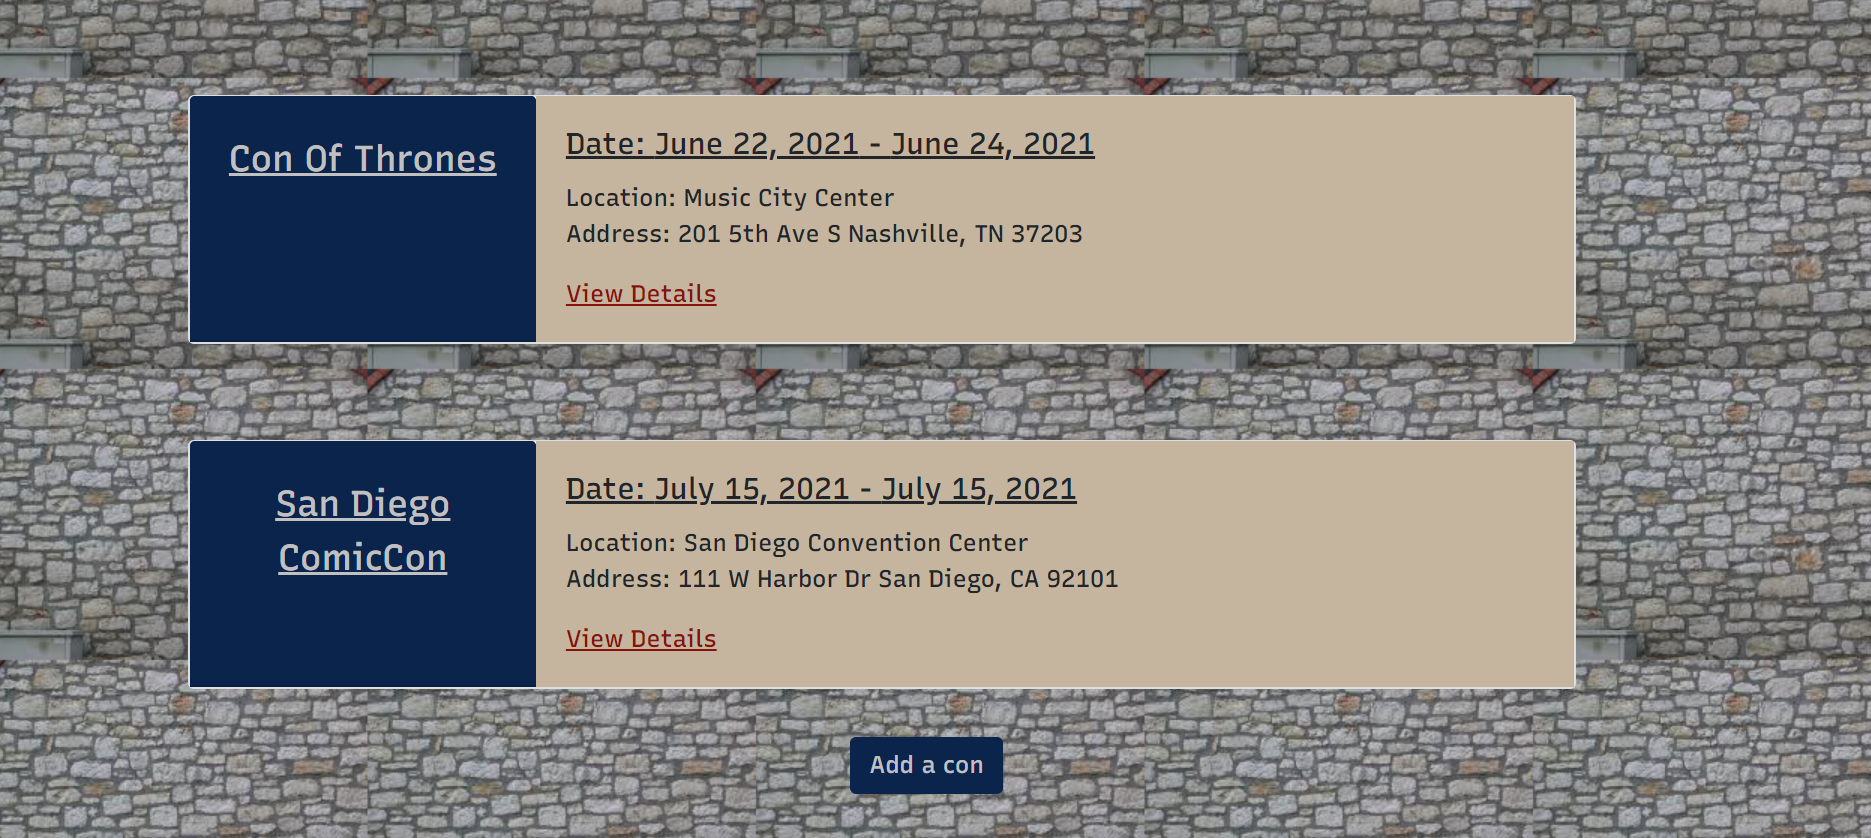 Con Of Thrones
Date: June 22, 2021 - June 24, 2021
Location: Music City Center
Address: 201 5th Ave S Nashville, TN 37203
View Details
San Diego
ComicCon
Date: July 15, 2021 - July 15, 2021
Location: San Diego Convention Center
Address: 111 W Harbor Dr San Diego, CA 92101
View Details
Add a con